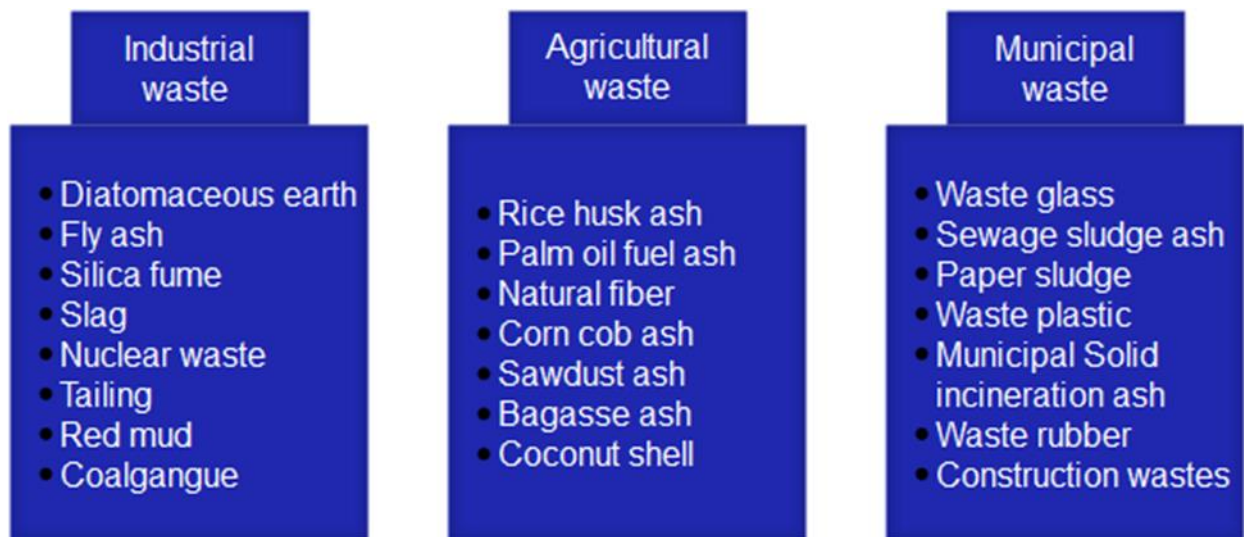 Industrial
waste
• Diatomaceous earth
• Fly ash
• Silica fume
• Slag
• Nuclear waste
• Tailing
• Red mud
• Coalgangue
Agricultural
waste
• Rice husk ash
• Palm oil fuel ash
• Natural fiber
• Corn cob ash
• Sawdust ash
• Bagasse ash
• Coconut shell
Municipal
waste
• Waste glass
• Sewage sludge ash
• Paper sludge
• Waste plastic
• Municipal Solid
incineration ash
• Waste rubber
• Construction wastes